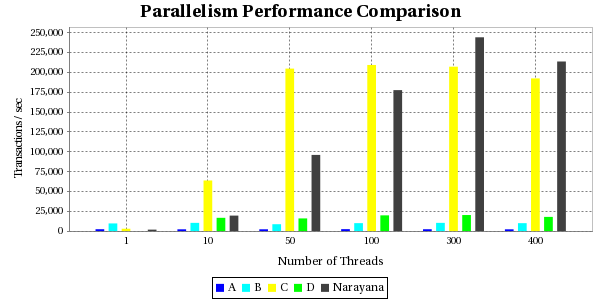 Parallelism Performance Comparison
250,000
225,000
200,000
175,000
150,000
125,000
100,000
75,000
50,000
25,000
0
Transactions / sec
1 10 50 100 300 400
Number of Threads
A B C D Narayana